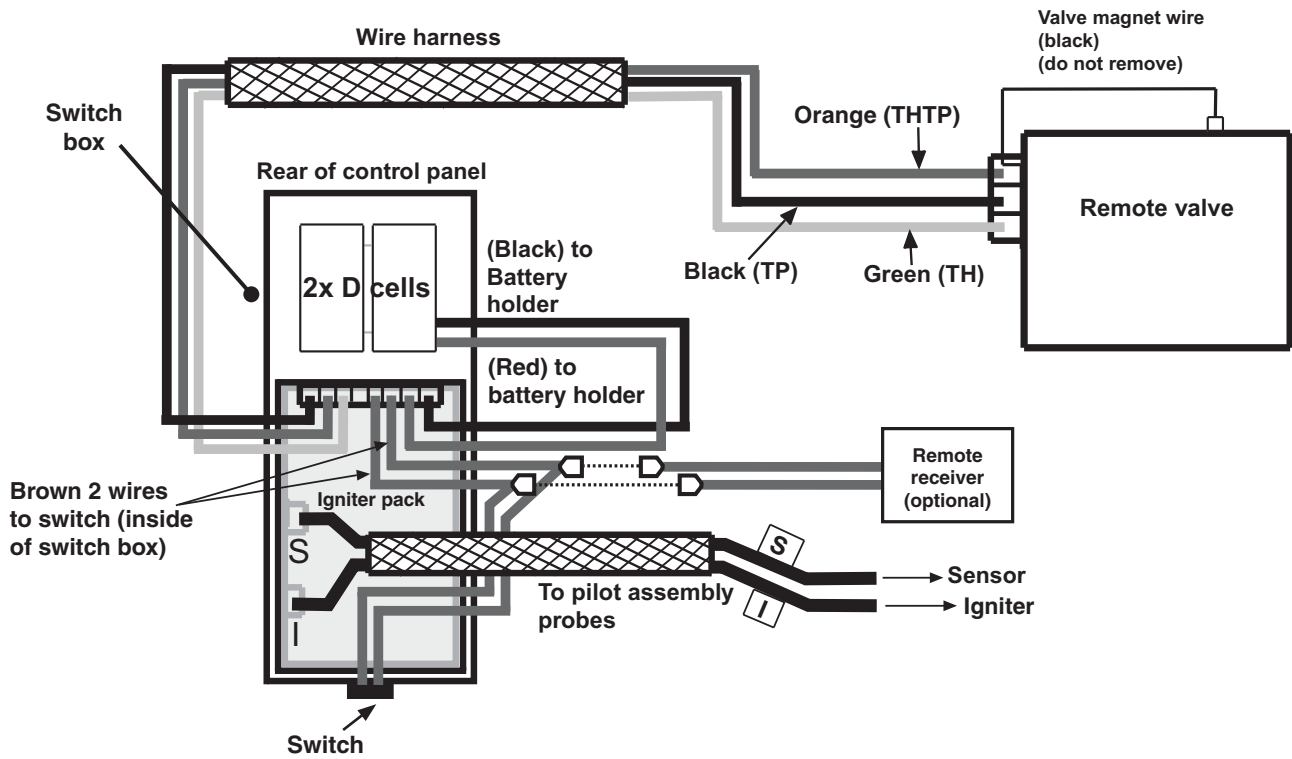 Valve magnet wire
(black)
(do not remove)
Wire harness
Switch
box
Orange (THTP)
Rear of control panel
Remote valve
(Black) to
Battery
holder
Black (TP)
Green (TH)
2x D cells
(Red) to
battery holder
Remote
receiver
(optional)
Brown 2 wires
to switch (inside
of switch box)
Igniter pack
S
I
S
I
To pilot assembly
probes
Sensor
Igniter
Switch